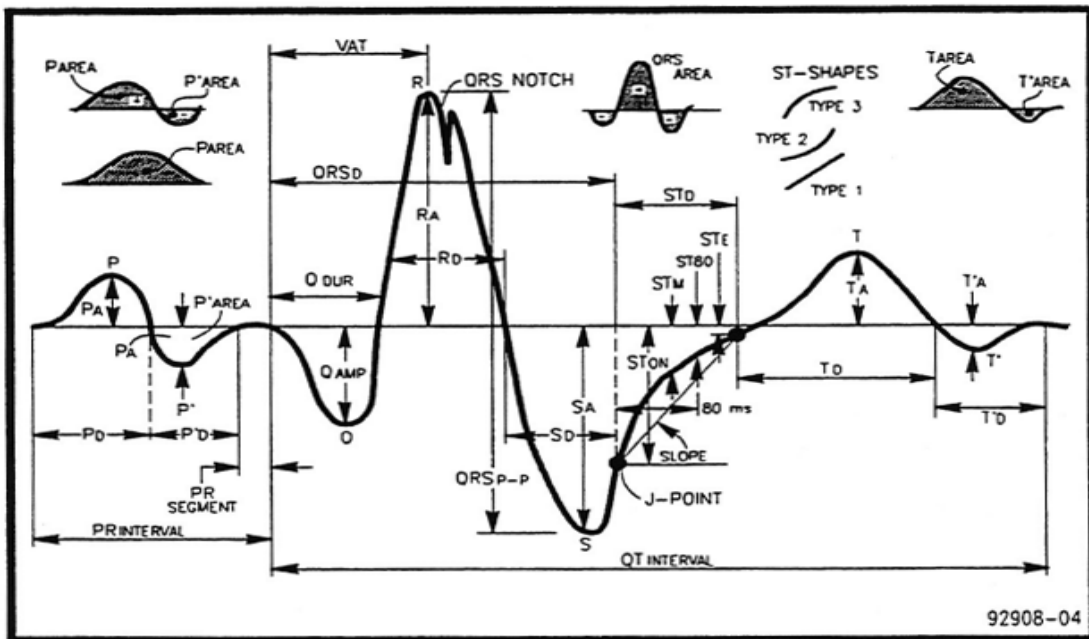 VAT
PAREA
P'AREA
PAREA
R
QRS NOTCH
QRS
AREA
ST-SHAPES
TYPE 3
TYPE 2
TYPE 1
TAREA
T'AREA
QRSD
STD
RA
RD
STE
ST80
STM
P
PA
P'AREA
PA
P'
Q DUR
Q AMP
Q
T
TA
T'A
T'
STON
SA
80 ms
SLOPE
TD
T'D
PD
P'D
SD
QRSP-P
J-POINT
PR
SEGMENT
S
PR INTERVAL
QT INTERVAL
92908-04